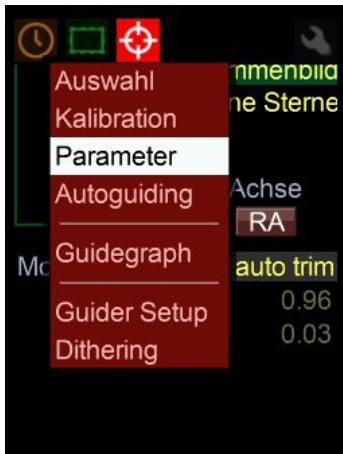 Auswahl
Kalibration
Parameter
Autoguiding
Guidegraph
Guider Setup
Dithering
mmenbild
ne Sterne
Achse
RA
Mo
auto trim
0.96
0.03